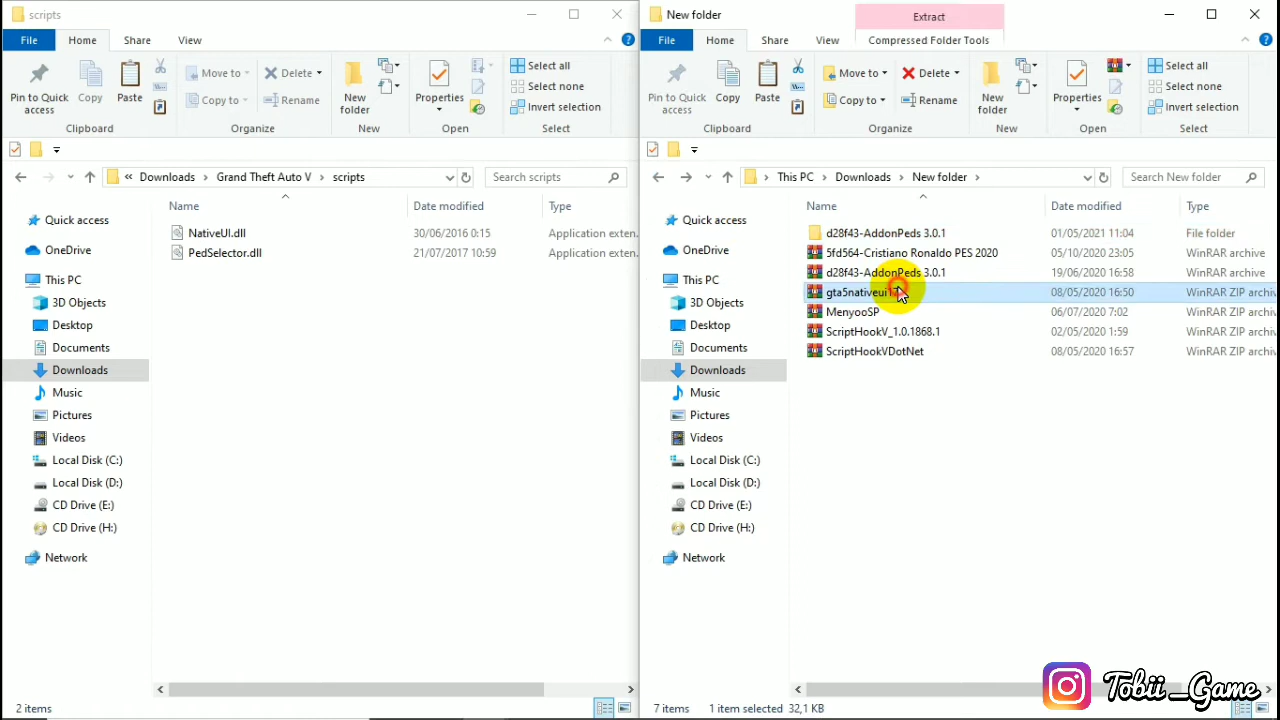 scripts
File
Home
Share
View
Pin to Quick access
Copy
Paste
Clipboard
Move to
Copy to
Delete
Rename
Organize
New folder
New
Properties
Open
Select all
Select none
Invert selection
Select
« Downloads > Grand Theft Auto V > scripts
Search scripts
Name
Date modified
Type
NativeUI.dll
30/06/2016 0:15
Application exten.
PedSelector.dll
21/07/2017 10:59
Application exten.
Quick access
OneDrive
This PC
3D Objects
Desktop
Documents
Downloads
Music
Pictures
Videos
Local Disk (C:)
Local Disk (D:)
CD Drive (E:)
CD Drive (H:)
Network
2 items
New folder
Extract
File
Home
Share
View
Compressed Folder Tools
Pin to Quick access
Copy
Paste
Clipboard
Move to
Copy to
Delete
Rename
Organize
New folder
New
Properties
Open
Select all
Select none
Invert selection
Select
This PC > Downloads > New folder >
Search New folder
Name
Date modified
Type
d28f43-AddonPeds 3.0.1
01/05/2021 11:04
File folder
5fd564-Cristiano Ronaldo PES 2020
05/10/2020 23:05
WinRAR archive
d28f43-AddonPeds 3.0.1
19/06/2020 16:58
WinRAR archive
08/05/2020 16:50
WinRAR ZIP archiv
MenyooSP
06/07/2020 7:02
WinRAR ZIP archiv
ScriptHookV_1.0.1868.1
02/05/2020 1:59
WinRAR ZIP archiv
ScriptHookVDotNet
08/05/2020 16:57
WinRAR ZIP archiv
Quick access
OneDrive
This PC
3D Objects
Desktop
Documents
Downloads
Music
Pictures
Videos
Local Disk (C:)
Local Disk (D:)
CD Drive (E:)
CD Drive (H:)
Network
7 items
1 item selected
32,1 KB
Tobii_Game